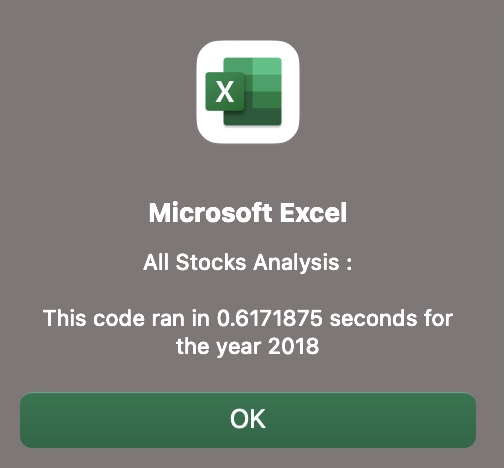 X
Microsoft Excel
All Stocks Analysis :
This code ran in 0.6171875 seconds for
the year 2018
OK